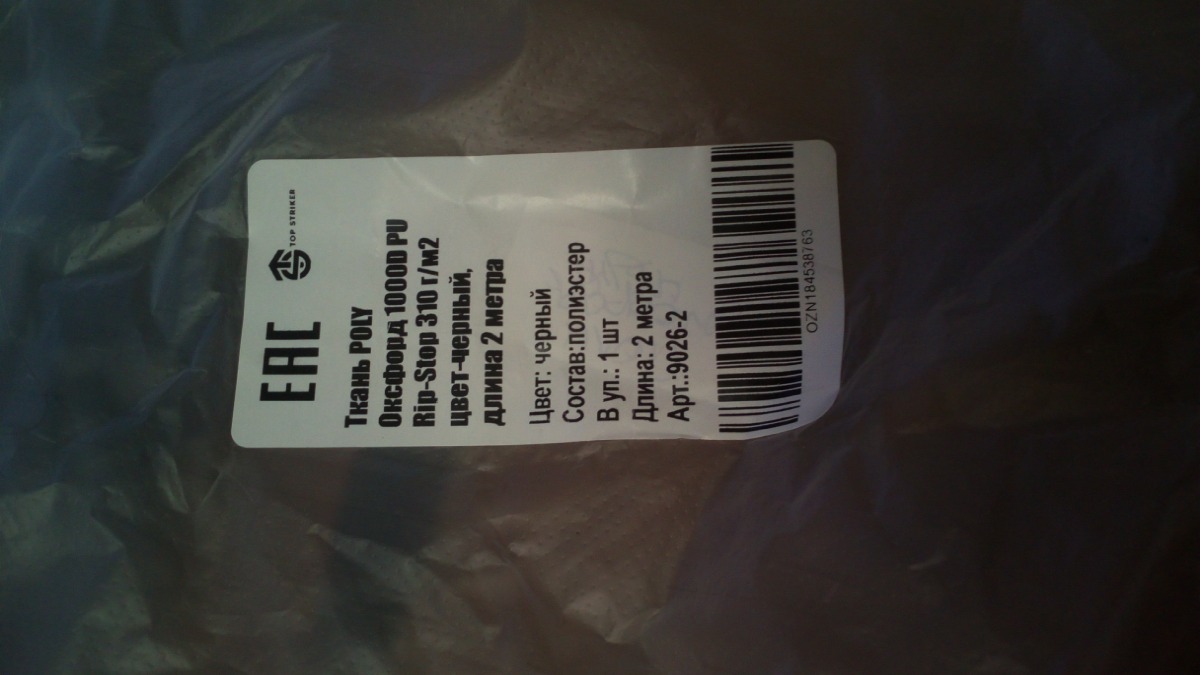 EAC
TOP STRIKER
Ткань POLY
Оксфорд 1000D PU
Rip-Stop 310 г/м2
цвет-черный,
длина 2 метра
Цвет: черный
Состав:полиэстер
В уп.: 1 шт
Длина: 2 метра
Арт.:9026-2
OZN184538763